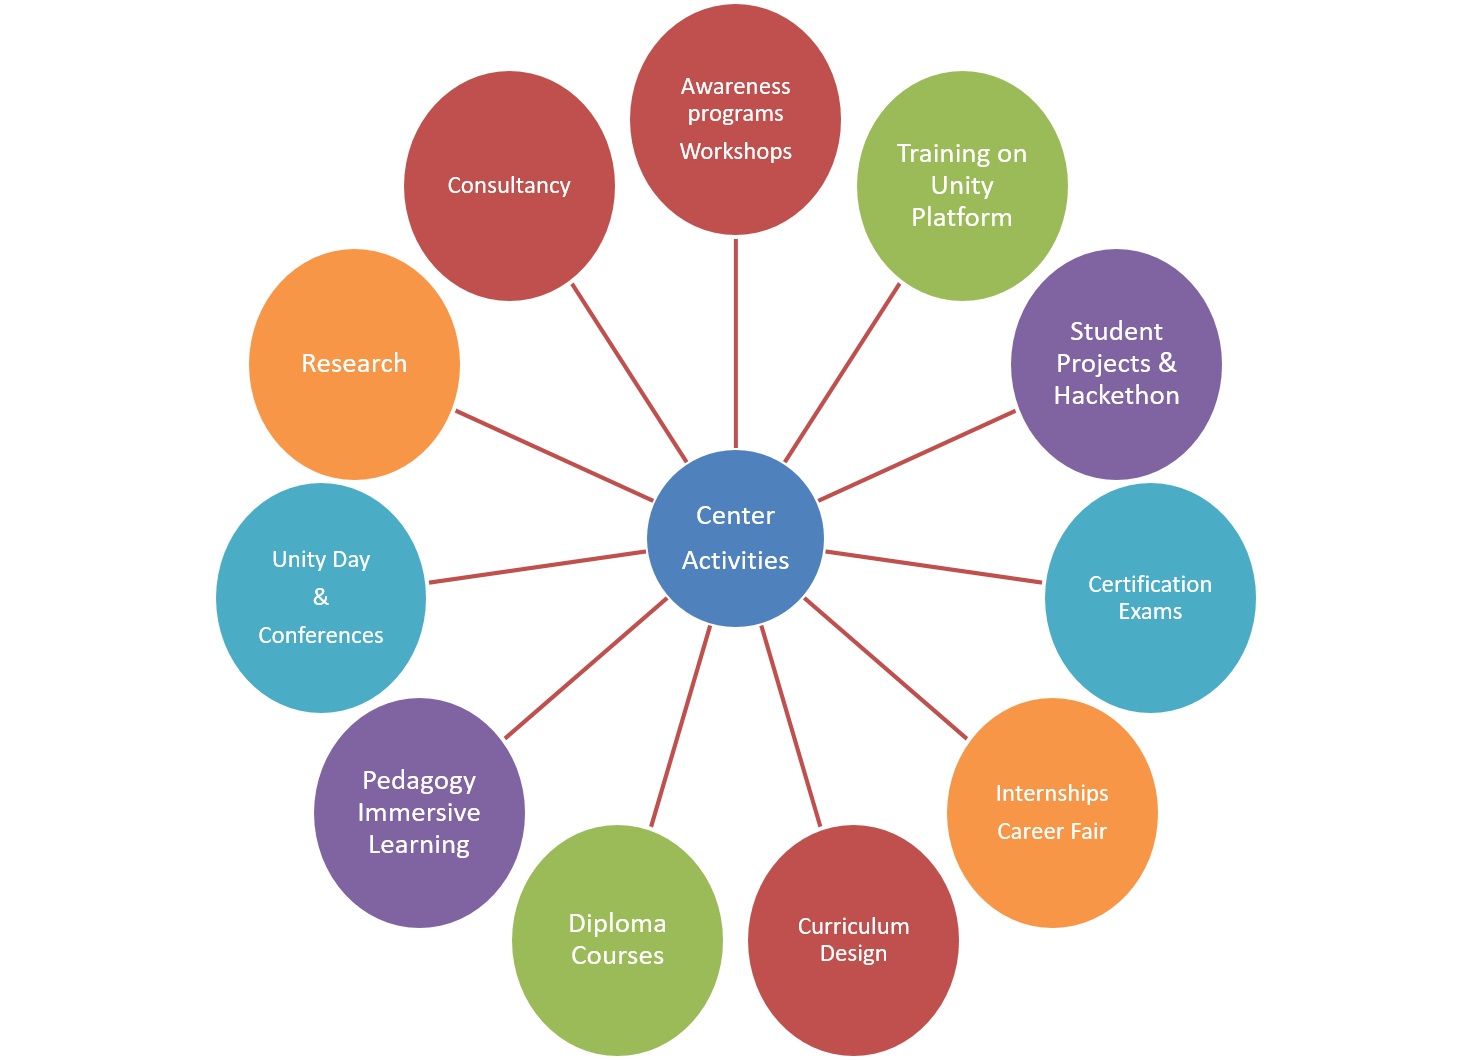 Awareness
programs
Workshops
Training on
Unity
Platform
Student
Projects &
Hackethon
Certification
Exams
Internships
Career Fair
Curriculum
Design
Diploma
Courses
Pedagogy
Immersive
Learning
Unity Day
&
Conferences
Research
Consultancy
Center
Activities